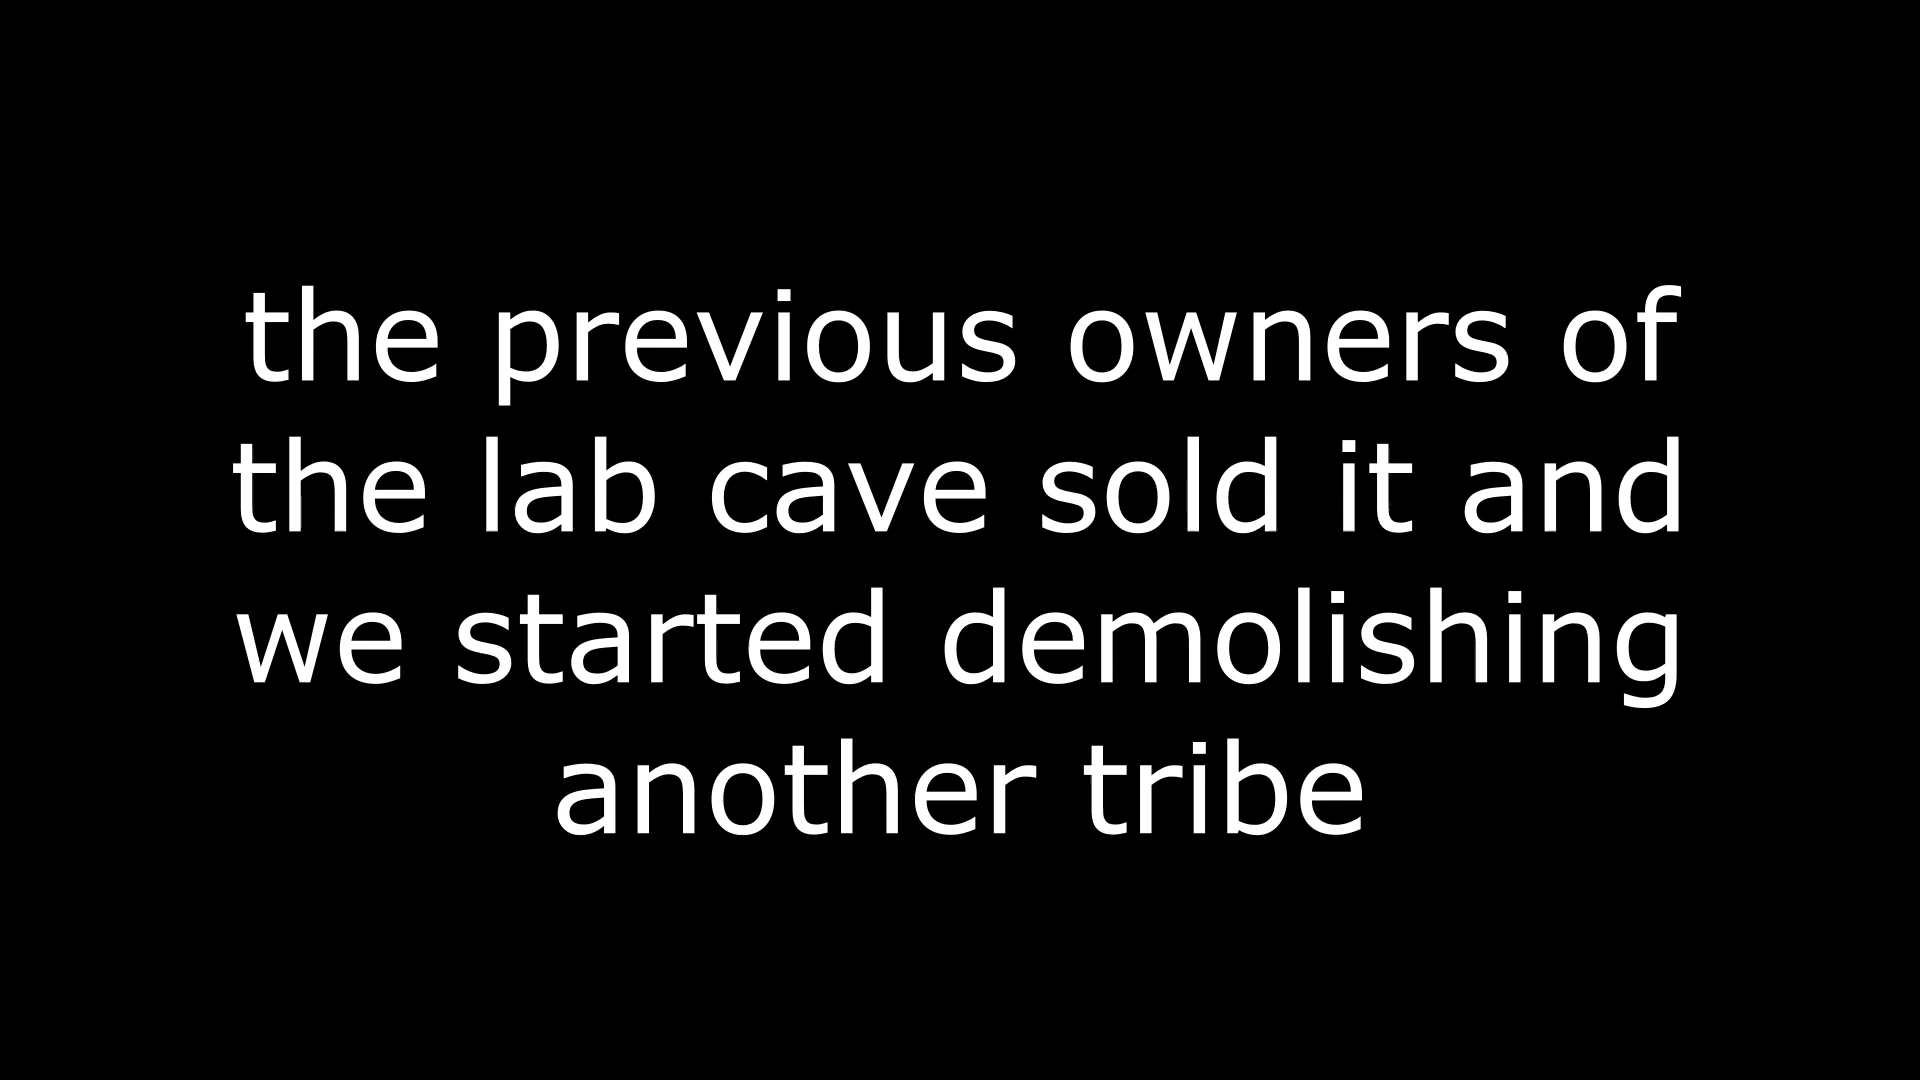 the previous owners of
the lab cave sold it and
we started demolishing
another tribe